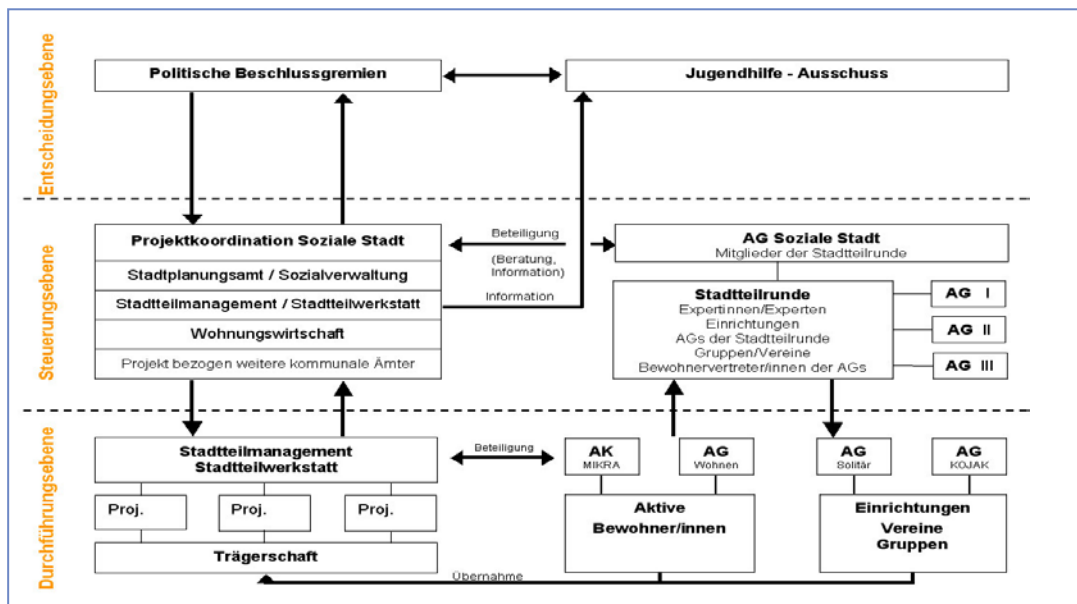 Entscheidungsebene
Politische Beschlussgremien
Jugendhilfe - Ausschuss
Steuerungsebene
Projektkoordination Soziale Stadt
Stadtplanungsamt / Sozialverwaltung
Stadtteilmanagement / Stadtteilwerkstatt
Wohnungswirtschaft
Projekt bezogen weitere kommunale Ämter
Beteiligung
(Beratung,
Information)
Information
AG Soziale Stadt
Mitglieder der Stadtteilrunde
Stadtteilrunde
Expertinnen/Experten
Einrichtungen
AGs der Stadtteilrunde
Gruppen/Vereine
Bewohnervertreter/innen der AGs
AG I
AG II
AG III
Durchführungsebene
Stadtteilmanagement
Stadtteilwerkstatt
Proj.
Proj.
Proj.
Trägerschaft
Beteiligung
AK
MIKRA
AG
Wohnen
Aktive
Bewohner/innen
AG
Solitär
AG
KOJAK
Einrichtungen
Vereine
Gruppen
Übernahme